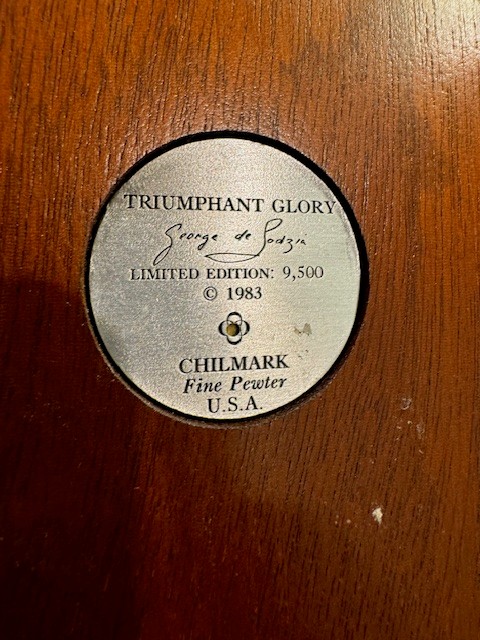 TRIUMPHANT GLORY
George de Lodzia
LIMITED EDITION: 9,500
© 1983
CHILMARK
Fine Pewter
U.S.A.